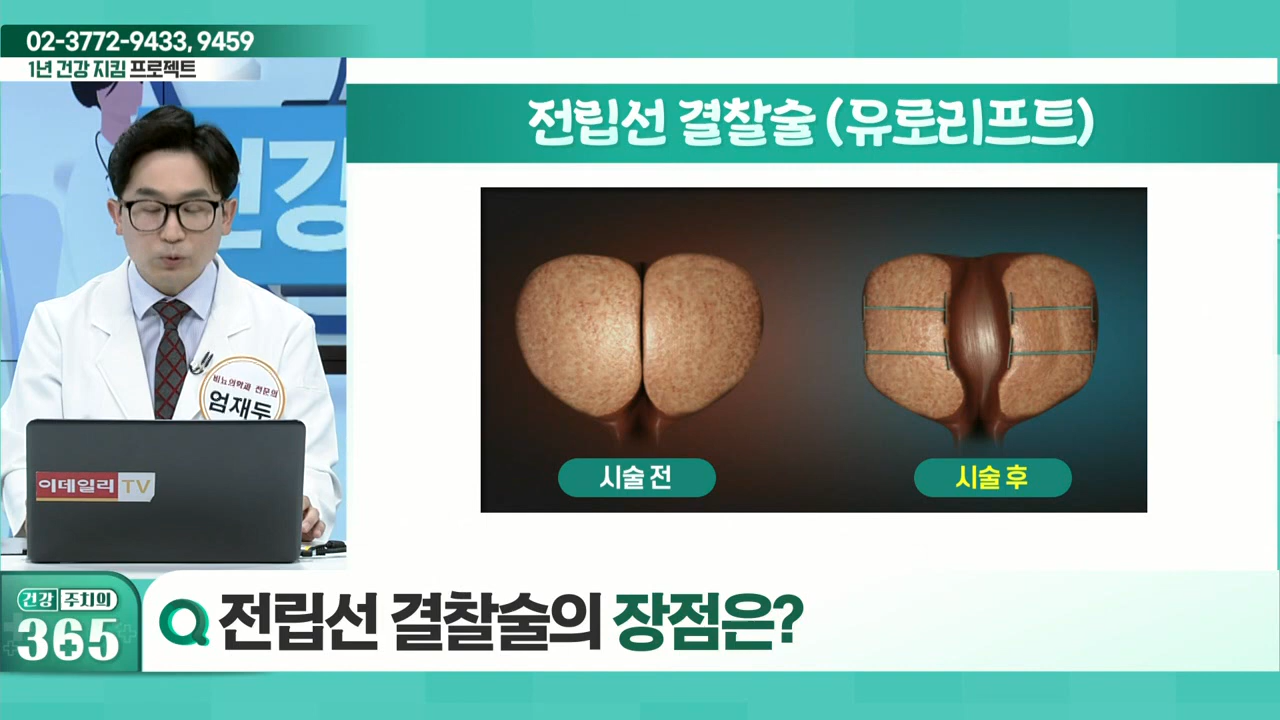 02-3772-9433, 9459
1년 건강 지킴 프로젝트
건강
전립선 결찰술 (유로리프트)
시술 전
시술 후
비뇨의학과 전문의
엄재두
이데일리 TV
건강 주치의
365
Q 전립선 결찰술의 장점은?